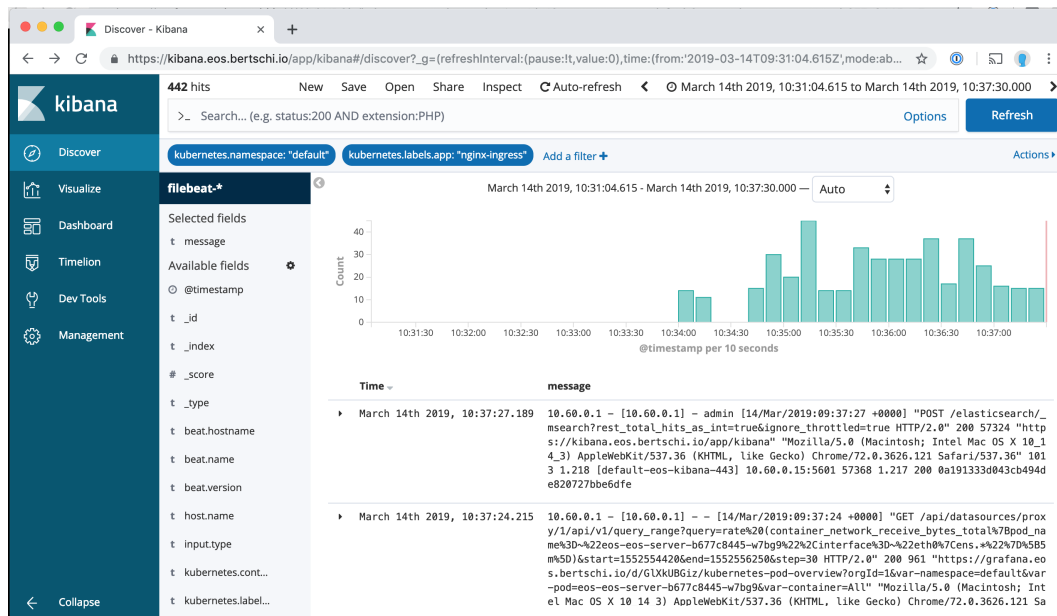 Discover - Kibana
https://kibana.eos.bertschi.io/app/kibana#/discover?_g=(refreshInterval:(pause:!t,value:0),time:(from:'2019-03-14T09:31:04.615Z',mode:ab...
kibana
Discover
Visualize
Dashboard
Timelion
Dev Tools
Management
Collapse
442 hits
New Save Open Share Inspect Auto-refresh March 14th 2019, 10:31:04.615 to March 14th 2019, 10:37:30.000
>_ Search... (e.g. status:200 AND extension:PHP)
Options
Refresh
kubernetes.namespace: "default" kubernetes.labels.app: "nginx-ingress" Add a filter +
Actions
filebeat-*
Selected fields
t message
Available fields
@timestamp
t _id
t _index
# _score
t _type
t beat.hostname
t beat.name
t beat.version
t host.name
t input.type
t kubernetes.cont...
t kubernetes.label...
March 14th 2019, 10:31:04.615 - March 14th 2019, 10:37:30.000 — Auto
Count
40
30
20
10
0
10:31:30 10:32:00 10:32:30 10:33:00 10:33:30 10:34:00 10:34:30 10:35:00 10:35:30 10:36:00 10:36:30 10:37:00
@timestamp per 10 seconds
Time message
March 14th 2019, 10:37:27.189
10.60.0.1 - [10.60.0.1] - admin [14/Mar/2019:09:37:27 +0000] "POST /elasticsearch/_
msearch?rest_total_hits_as_int=true&ignore_throttled=true HTTP/2.0" 200 57324 "http
s://kibana.eos.bertschi.io/app/kibana" "Mozilla/5.0 (Macintosh; Intel Mac OS X 10_1
4_3) AppleWebKit/537.36 (KHTML, like Gecko) Chrome/72.0.3626.121 Safari/537.36" 101
3 1.218 [default-eos-kibana-443] 10.60.0.15:5601 57368 1.217 200 0a191333d043cb494d
e820727bbe6dfe
March 14th 2019, 10:37:24.215
10.60.0.1 - [10.60.0.1] - - [14/Mar/2019:09:37:24 +0000] "GET /api/datasources/prox
y/1/api/v1/query_range?query=rate%20(container_network_receive_bytes_total%7Bpod_na
me%3D~%22eos-eos-server-b677c8445-w7bg9%22%2Cinterface%3D~%22eth0%7Cens.*%22%7D%5B5
m%5D)&start=1552554420&end=1552556250&step=30 HTTP/2.0" 200 961 "https://grafana.eo
s.bertschi.io/d/GlXkUBGiz/kubernetes-pod-overview?orgId=1&var-namespace=default&var
-pod=eos-eos-server-b677c8445-w7bg9&var-container=All" "Mozilla/5.0 (Macintosh; Int
el Mac OS X 10_14_3) AppleWebKit/537.36 (KHTML, like Gecko) Chrome/72.0.3626.121 Sa